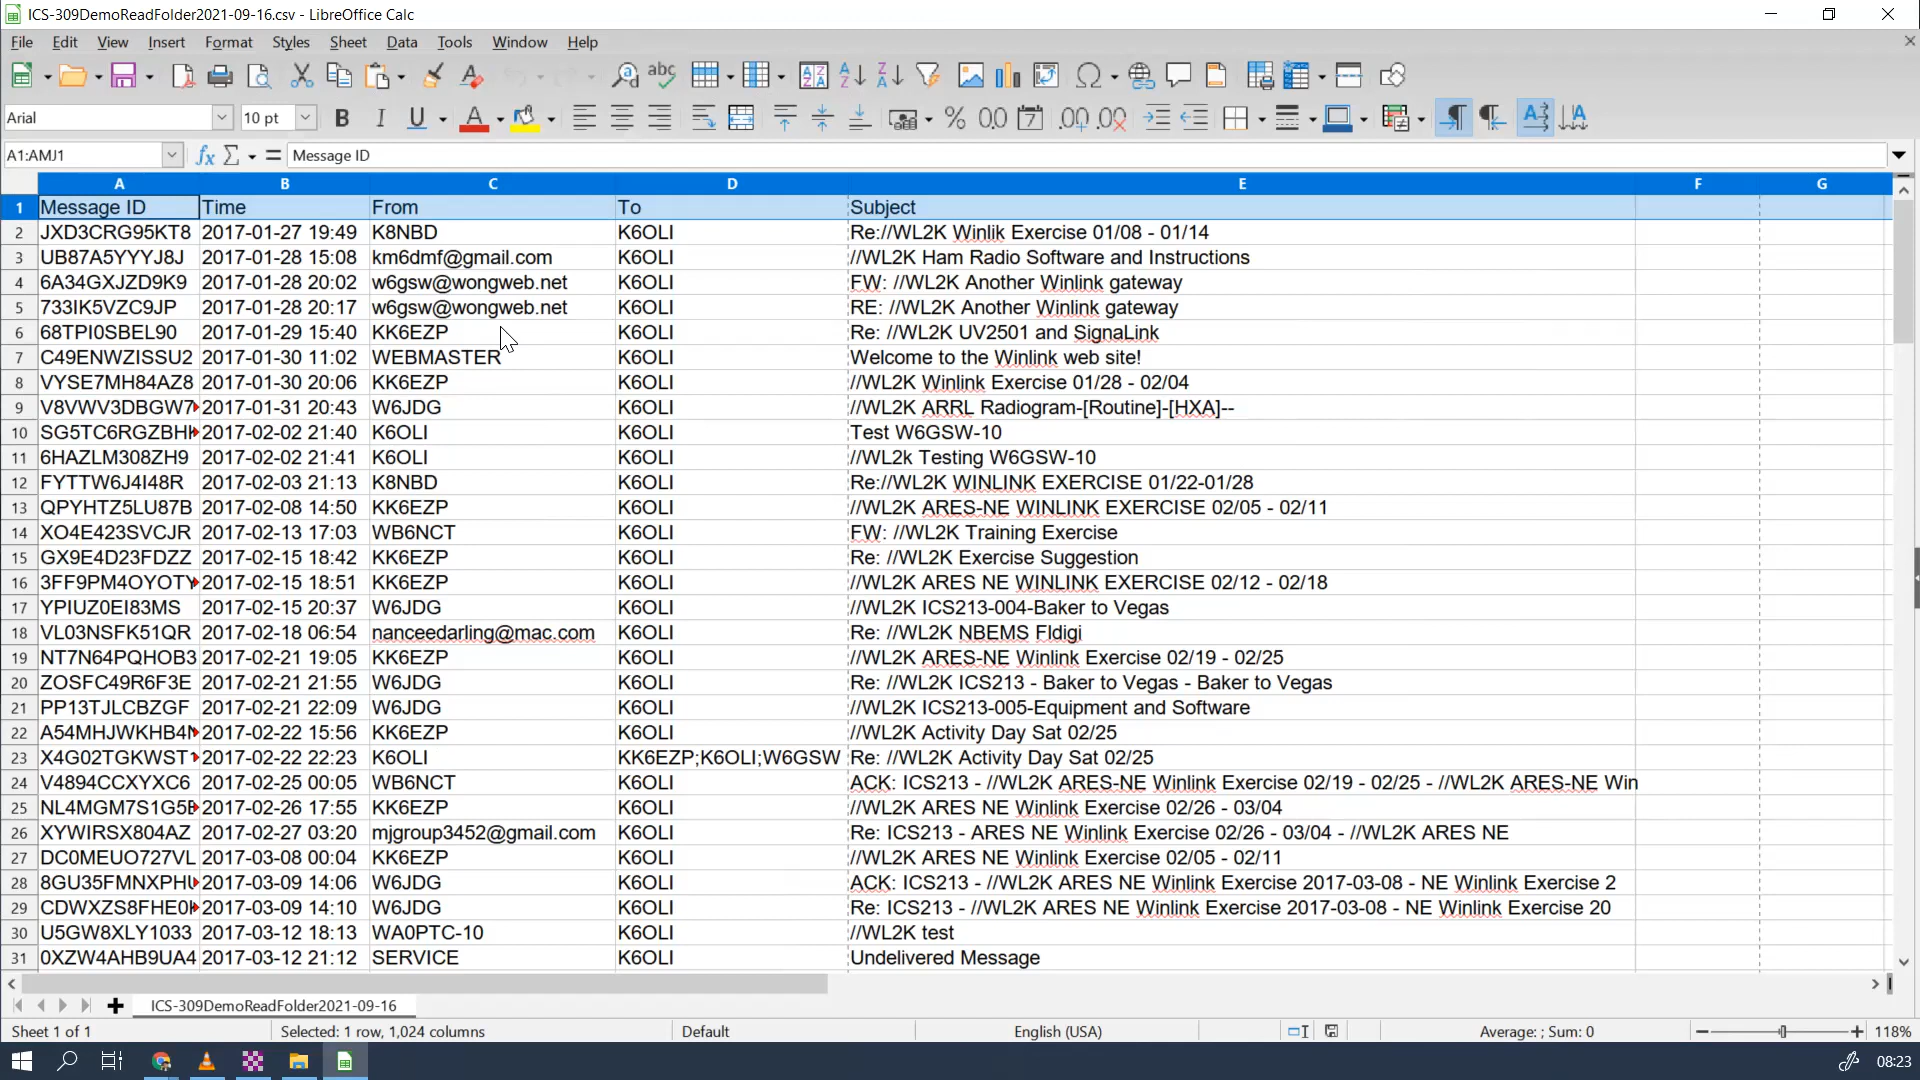 ICS-309DemoReadFolder2021-09-16.csv - LibreOffice Calc
File Edit View Insert Format Styles Sheet Data Tools Window Help
Arial 10 pt
A1:AMJ1 Message ID
A B C D E F G
1 Message ID Time From To Subject
2 JXD3CRG95KT8 2017-01-27 19:49 K8NBD K6OLI Re://WL2K Winlik Exercise 01/08 - 01/14
3 UB87A5YYYJ8J 2017-01-28 15:08 km6dmf@gmail.com K6OLI //WL2K Ham Radio Software and Instructions
4 6A34GXJZD9K9 2017-01-28 20:02 w6gsw@wongweb.net K6OLI FW: //WL2K Another Winlink gateway
5 733IK5VZC9JP 2017-01-28 20:17 w6gsw@wongweb.net K6OLI RE: //WL2K Another Winlink gateway
6 68TPI0SBEL90 2017-01-29 15:40 KK6EZP K6OLI Re: //WL2K UV2501 and SignaLink
7 C49ENWZISSU2 2017-01-30 11:02 WEBMASTER K6OLI Welcome to the Winlink web site!
8 VYSE7MH84AZ8 2017-01-30 20:06 KK6EZP K6OLI //WL2K Winlink Exercise 01/28 - 02/04
9 V8VWV3DBGW7 2017-01-31 20:43 W6JDG K6OLI //WL2K ARRL Radiogram-[Routine]-[HXA]--
10 SG5TC6RGZBH 2017-02-02 21:40 K6OLI K6OLI Test W6GSW-10
11 6HAZLM308ZH9 2017-02-02 21:41 K6OLI K6OLI //WL2k Testing W6GSW-10
12 FYTTW6J4I48R 2017-02-03 21:13 K8NBD K6OLI Re://WL2K WINLINK EXERCISE 01/22-01/28
13 QPYHTZ5LU87B 2017-02-08 14:50 KK6EZP K6OLI //WL2K ARES-NE WINLINK EXERCISE 02/05 - 02/11
14 XO4E423SVCJR 2017-02-13 17:03 WB6NCT K6OLI FW: //WL2K Training Exercise
15 GX9E4D23FDZZ 2017-02-15 18:42 KK6EZP K6OLI Re: //WL2K Exercise Suggestion
16 3FF9PM4OYOTY 2017-02-15 18:51 KK6EZP K6OLI //WL2K ARES NE WINLINK EXERCISE 02/12 - 02/18
17 YPIUZ0EI83MS 2017-02-15 20:37 W6JDG K6OLI //WL2K ICS213-004-Baker to Vegas
18 VL03NSFK51QR 2017-02-18 06:54 nanceedarling@mac.com K6OLI Re: //WL2K NBEMS Fldigi
19 NT7N64PQHOB3 2017-02-21 19:05 KK6EZP K6OLI //WL2K ARES-NE Winlink Exercise 02/19 - 02/25
20 ZOSFC49R6F3E 2017-02-21 21:55 W6JDG K6OLI Re: //WL2K ICS213 - Baker to Vegas - Baker to Vegas
21 PP13TJLCBZGF 2017-02-21 22:09 W6JDG K6OLI //WL2K ICS213-005-Equipment and Software
22 A54MHJWKHB4 2017-02-22 15:56 KK6EZP K6OLI //WL2K Activity Day Sat 02/25
23 X4G02TGKWST 2017-02-22 22:23 K6OLI KK6EZP;K6OLI;W6GSW Re: //WL2K Activity Day Sat 02/25
24 V4894CCXYXC6 2017-02-25 00:05 WB6NCT K6OLI ACK: ICS213 - //WL2K ARES-NE Winlink Exercise 02/19 - 02/25 - //WL2K ARES-NE Win
25 NL4MGM7S1G5 2017-02-26 17:55 KK6EZP K6OLI //WL2K ARES NE Winlink Exercise 02/26 - 03/04
26 XYWIRSX804AZ 2017-02-27 03:20 mjgroup3452@gmail.com K6OLI Re: ICS213 - ARES NE Winlink Exercise 02/26 - 03/04 - //WL2K ARES NE
27 DC0MEUO727VL 2017-03-08 00:04 KK6EZP K6OLI //WL2K ARES NE Winlink Exercise 02/05 - 02/11
28 8GU35FMNXPH 2017-03-09 14:06 W6JDG K6OLI ACK: ICS213 - //WL2K ARES NE Winlink Exercise 2017-03-08 - NE Winlink Exercise 2
29 CDWXZS8FHE0 2017-03-09 14:10 W6JDG K6OLI Re: ICS213 - //WL2K ARES NE Winlink Exercise 2017-03-08 - NE Winlink Exercise 20
30 U5GW8XLY1033 2017-03-12 18:13 WA0PTC-10 K6OLI //WL2K test
31 0XZW4AHB9UA4 2017-03-12 21:12 SERVICE K6OLI Undelivered Message
ICS-309DemoReadFolder2021-09-16
Sheet 1 of 1 Selected: 1 row, 1,024 columns Default English (USA) Average: ; Sum: 0 118%
08:23